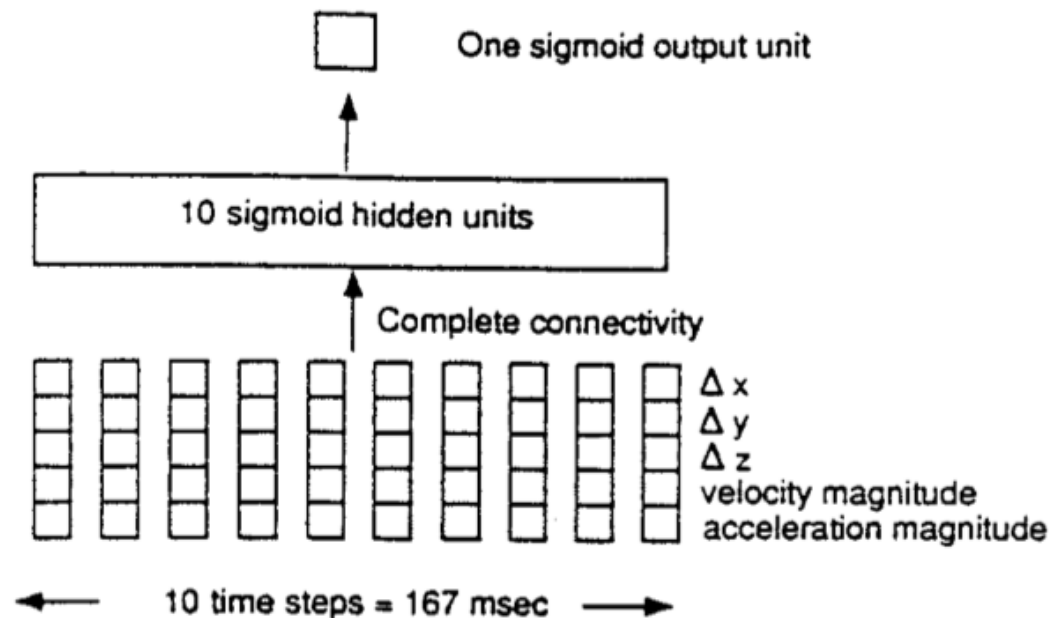 One sigmoid output unit
10 sigmoid hidden units
Complete connectivity
Δ x
Δ y
Δ z
velocity magnitude
acceleration magnitude
10 time steps = 167 msec